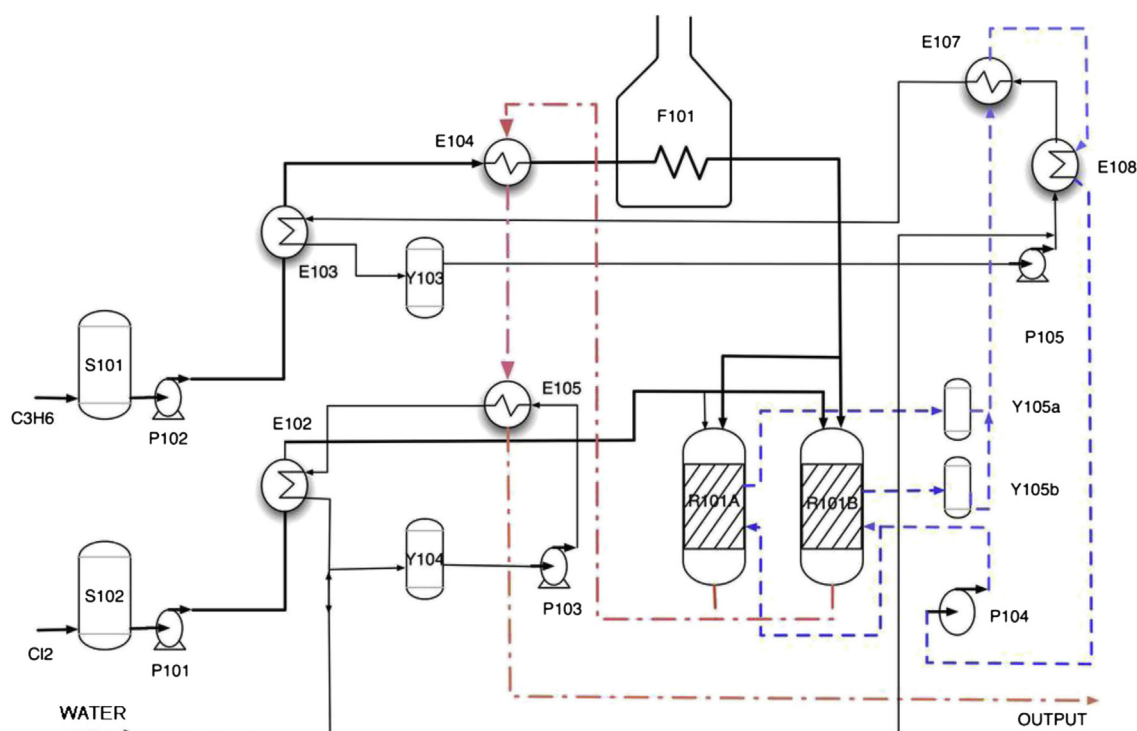 E107
F101
E104
E108
E103
Y103
S101
P105
C3H6
P102
E105
E102
Y105a
Y105b
R101A
R101B
Y104
S102
P103
P104
Cl2
P101
WATER
OUTPUT